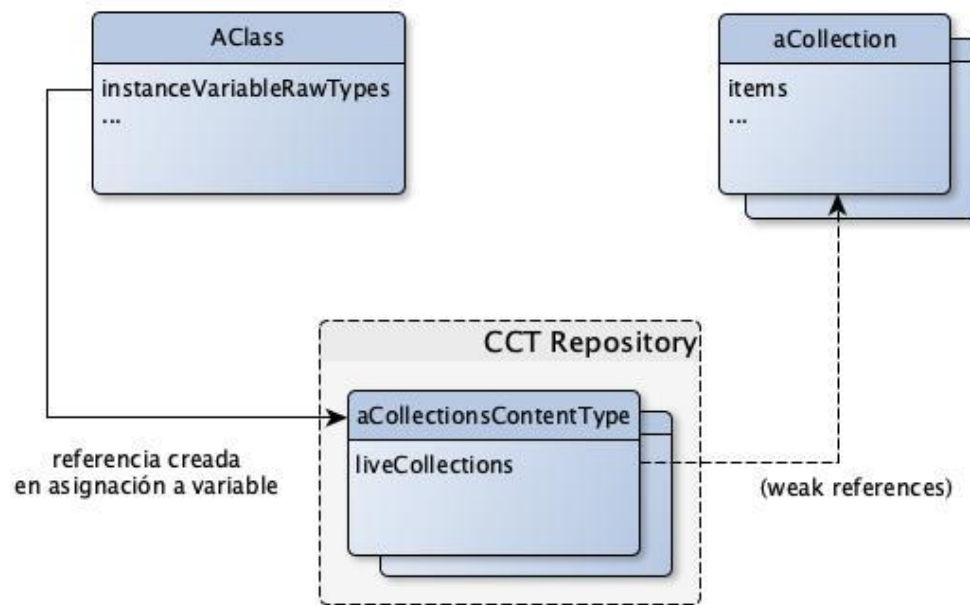 AClass
instanceVariableRawTypes
...
aCollection
items
...
CCT Repository
aCollectionsContentType
liveCollections
referencia creada
en asignación a variable
(weak references)